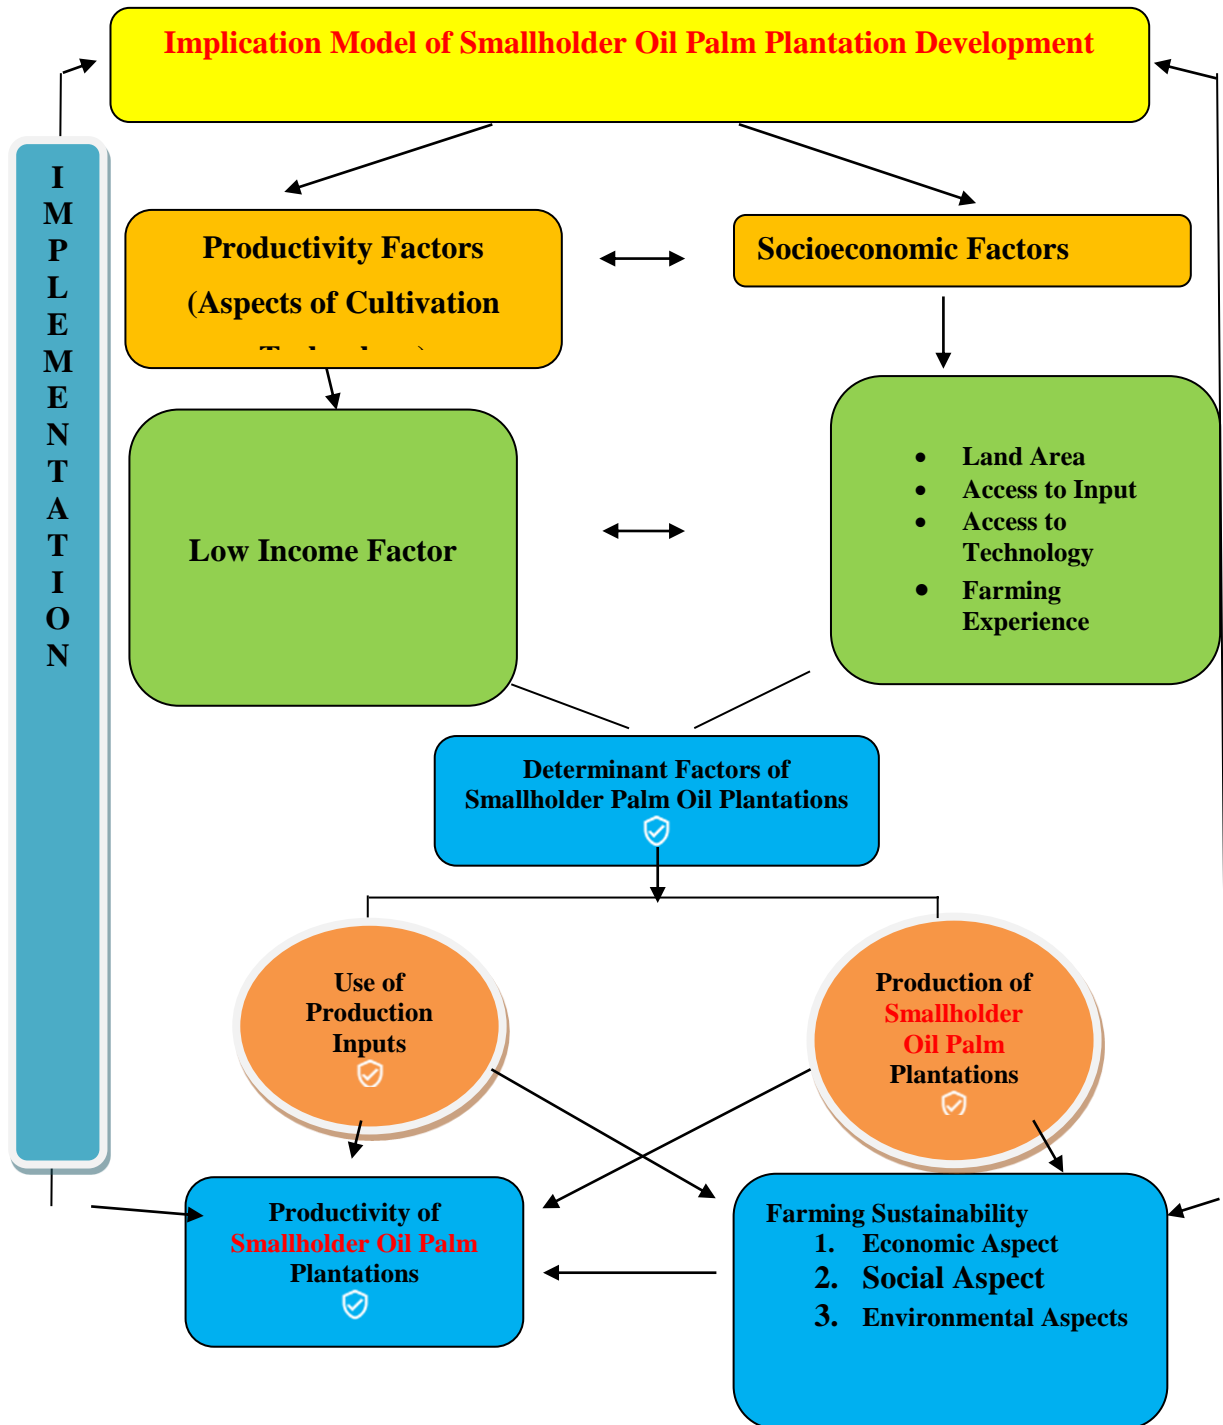 Implication Model of Smallholder Oil Palm Plantation Development
I
M
P
L
E
M
E
N
T
A
T
I
O
N
Productivity Factors
(Aspects of Cultivation
Socioeconomic Factors
Low Income Factor
• Land Area
• Access to Input
• Access to
Technology
• Farming
Experience
Determinant Factors of
Smallholder Palm Oil Plantations
Use of
Production
Inputs
Production of
Smallholder
Oil Palm
Plantations
Productivity of
Smallholder Oil Palm
Plantations
Farming Sustainability
1. Economic Aspect
2. Social Aspect
3. Environmental Aspects